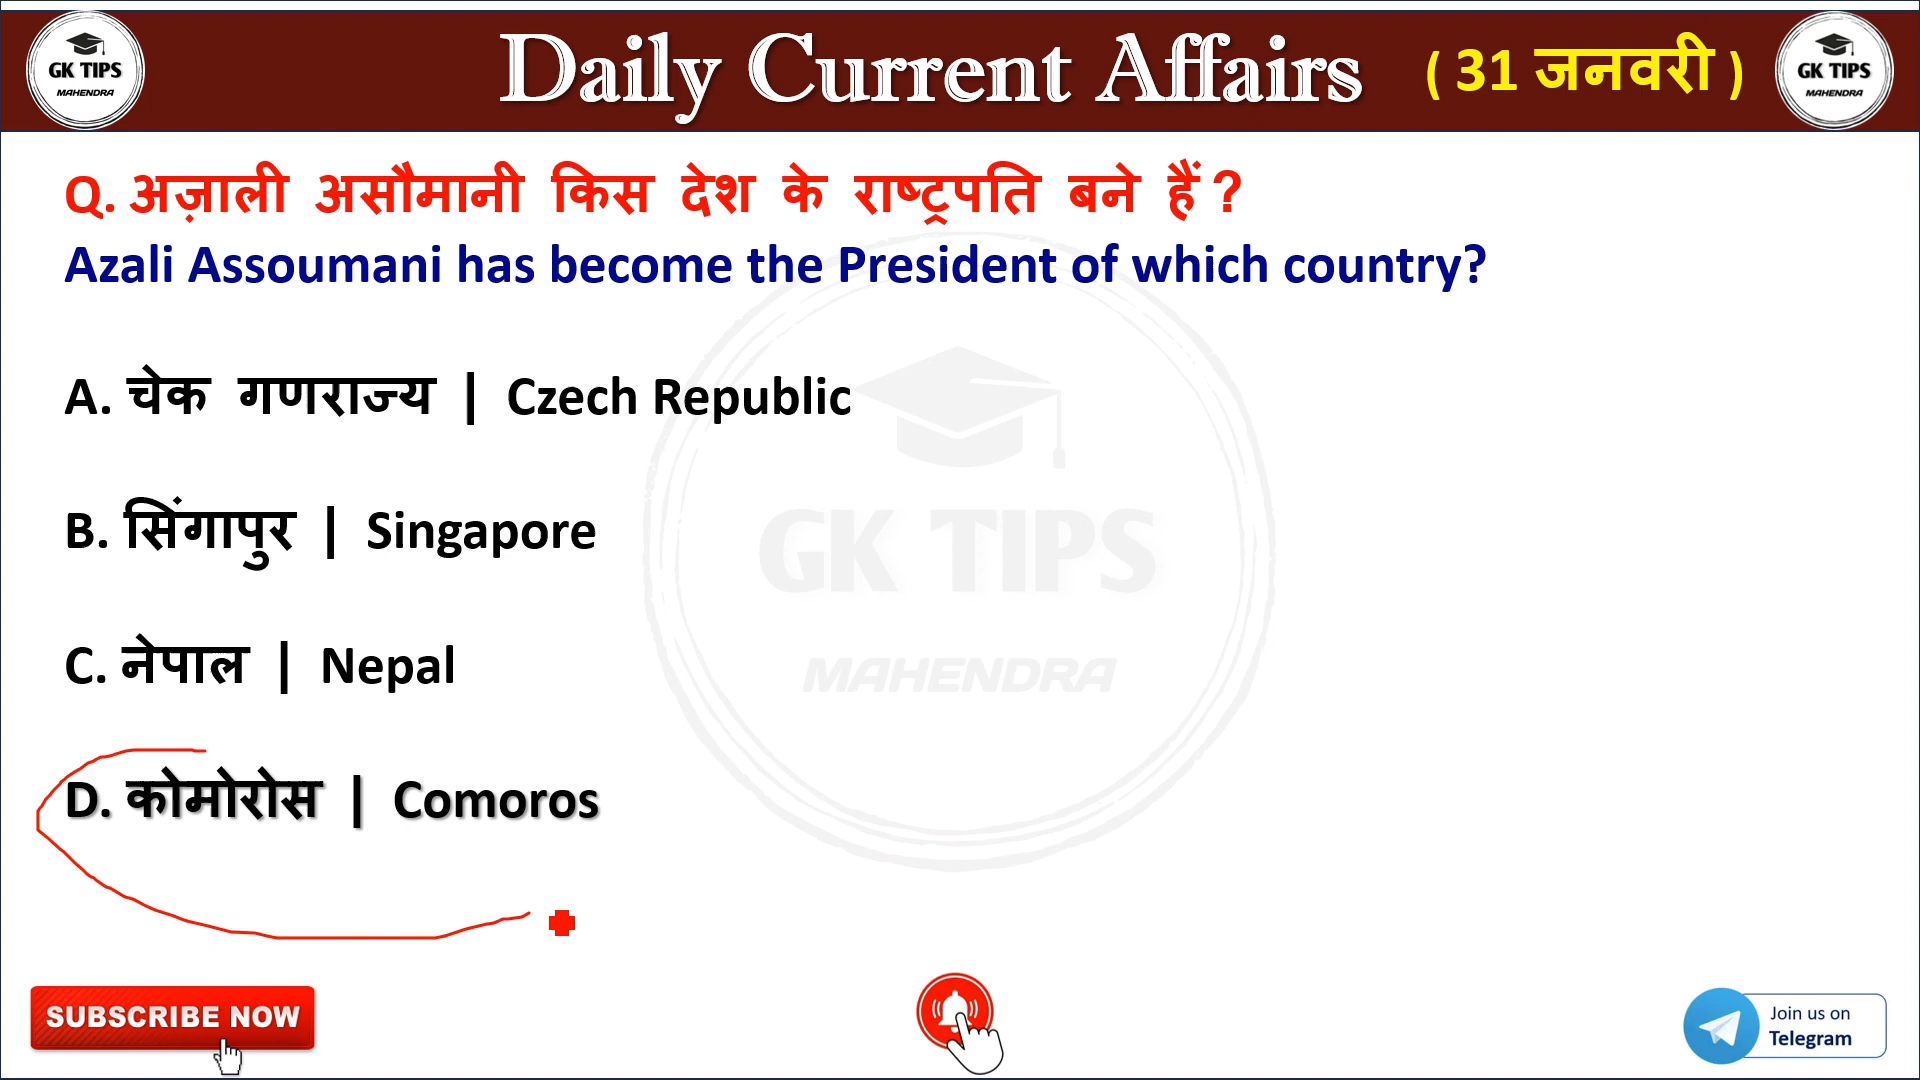 GK TIPS
MAHENDRA
Daily Current Affairs
( 31 जनवरी )
GK TIPS
MAHENDRA
Q. अज़ाली असौमानी किस देश के राष्ट्रपति बने हैं ?
Azali Assoumani has become the President of which country?
A. चेक गणराज्य | Czech Republic
B. सिंगापुर | Singapore
GK TIPS
C. नेपाल | Nepal
MAHENDRA
D. कोमोरोस | Comoros
SUBSCRIBE NOW
Join us on
Telegram